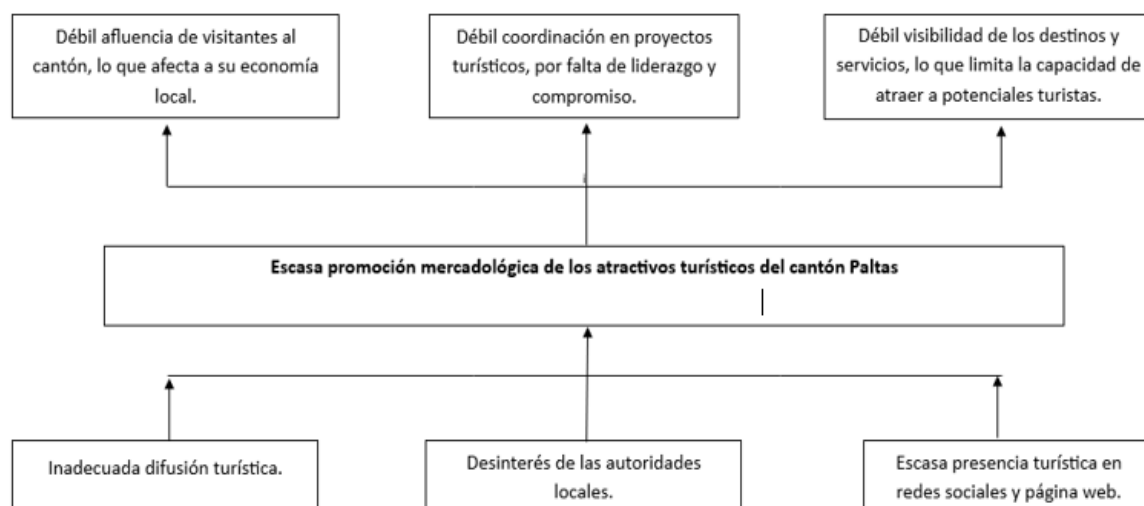 Débil afluencia de visitantes al
cantón, lo que afecta a su economía
local.
Débil coordinación en proyectos
turísticos, por falta de liderazgo y
compromiso.
Débil visibilidad de los destinos y
servicios, lo que limita la capacidad de
atraer a potenciales turistas.
Escasa promoción mercadológica de los atractivos turísticos del cantón Paltas
Inadecuada difusión turística.
Desinterés de las autoridades
locales.
Escasa presencia turística en
redes sociales y página web.